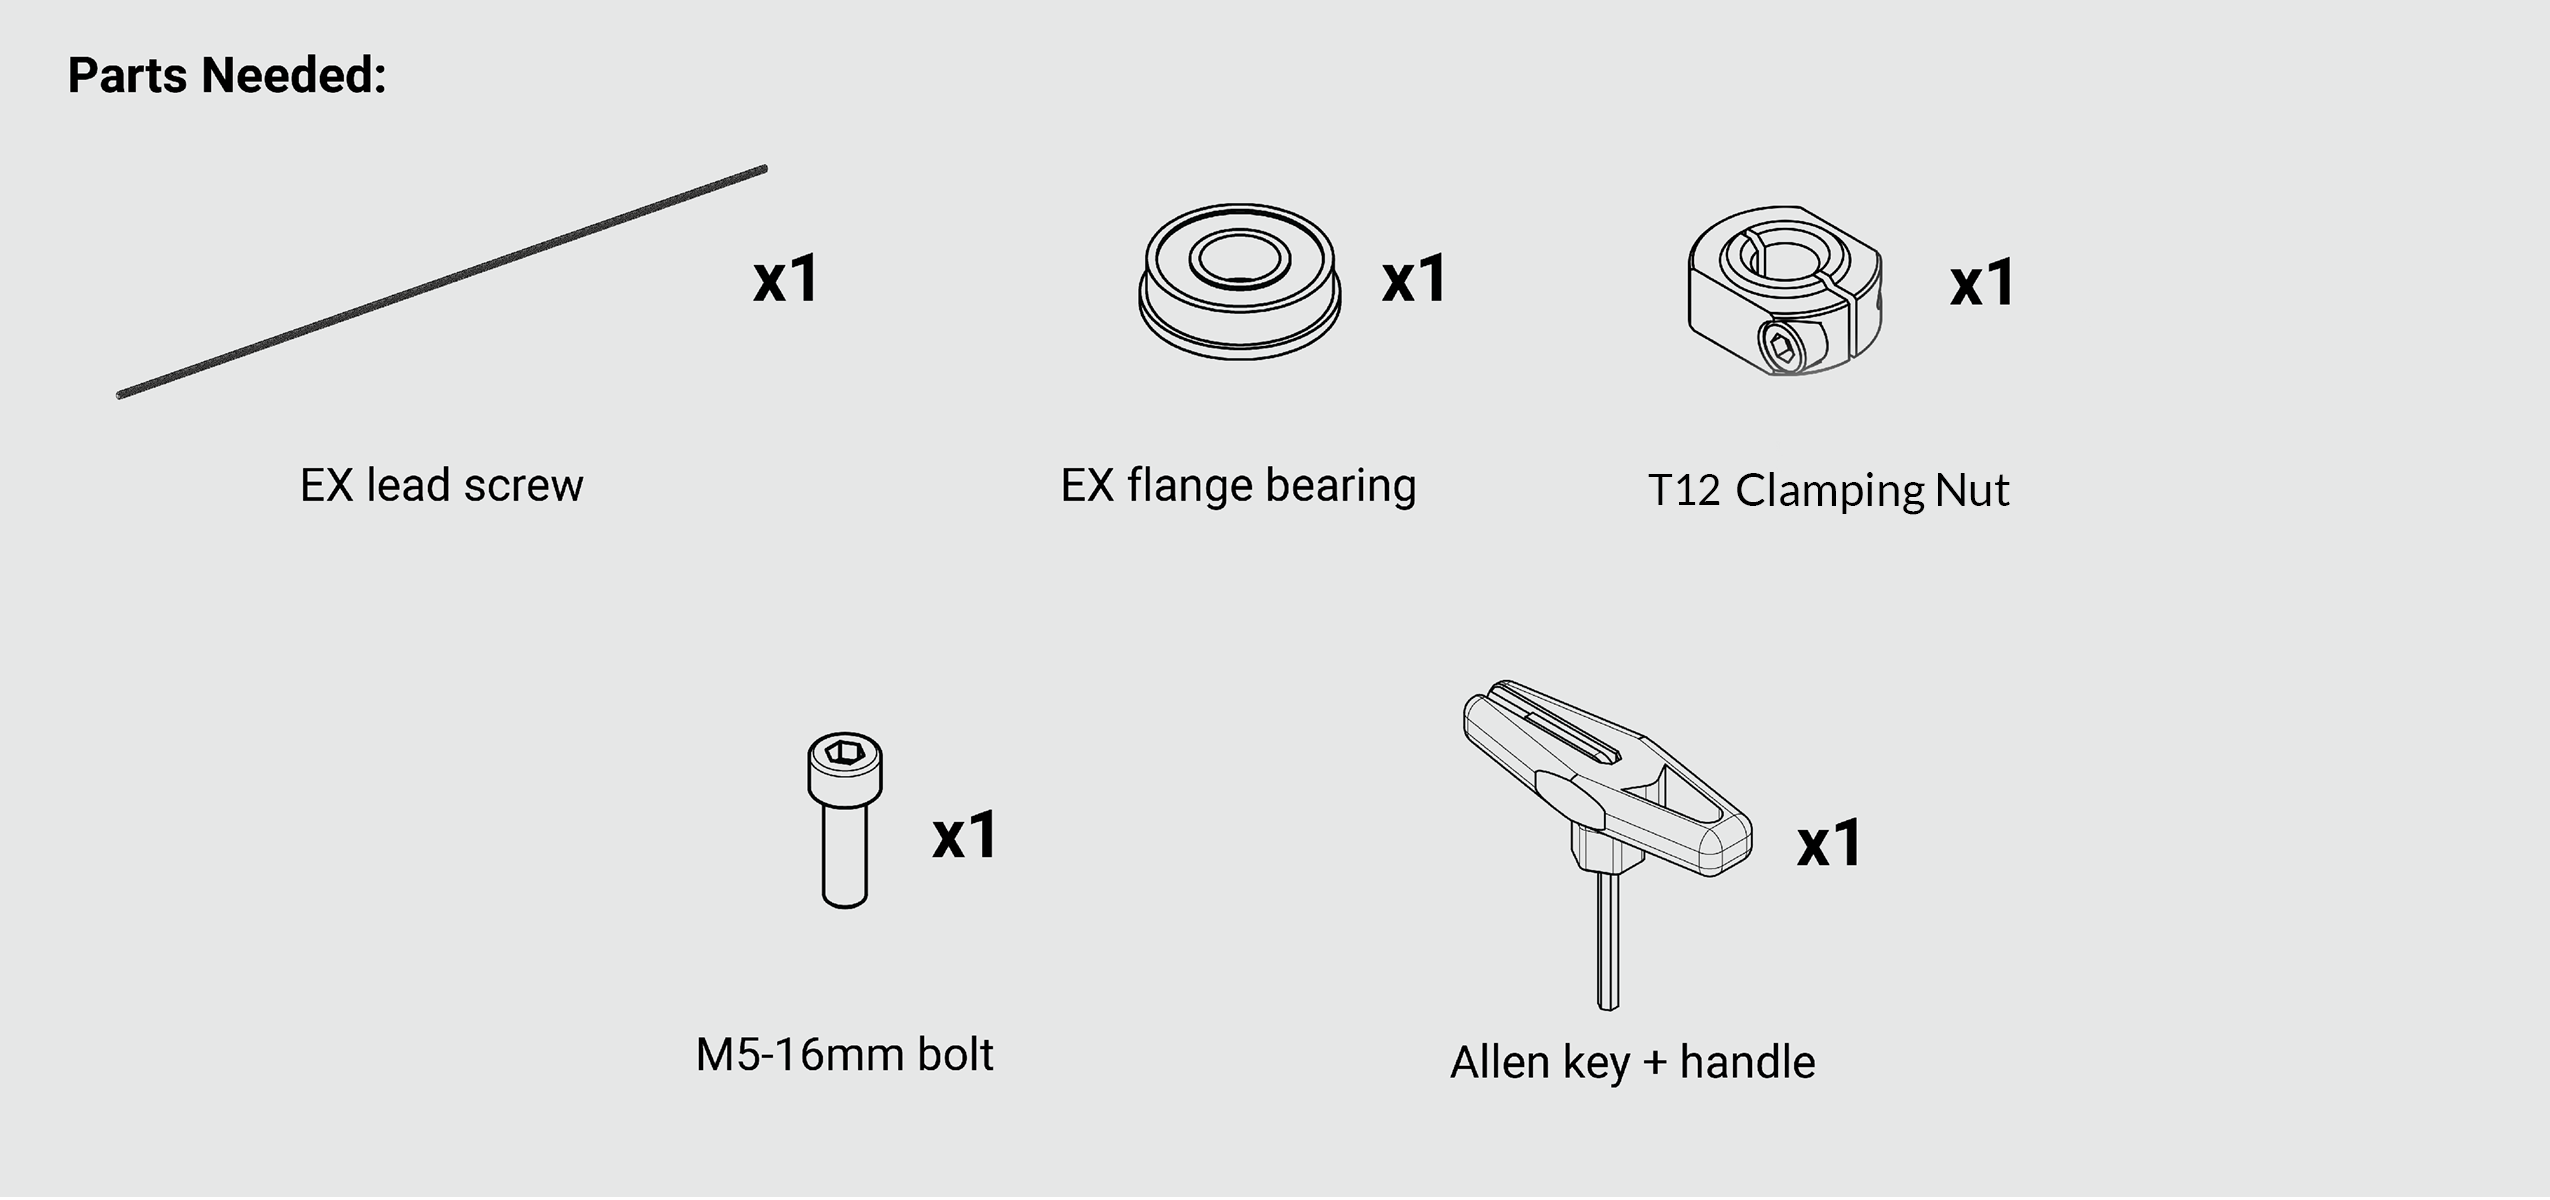 Parts Needed:
x1
x1
x1
EX lead screw
EX flange bearing
T12 Clamping Nut
x1
x1
M5-16mm bolt
Allen key + handle